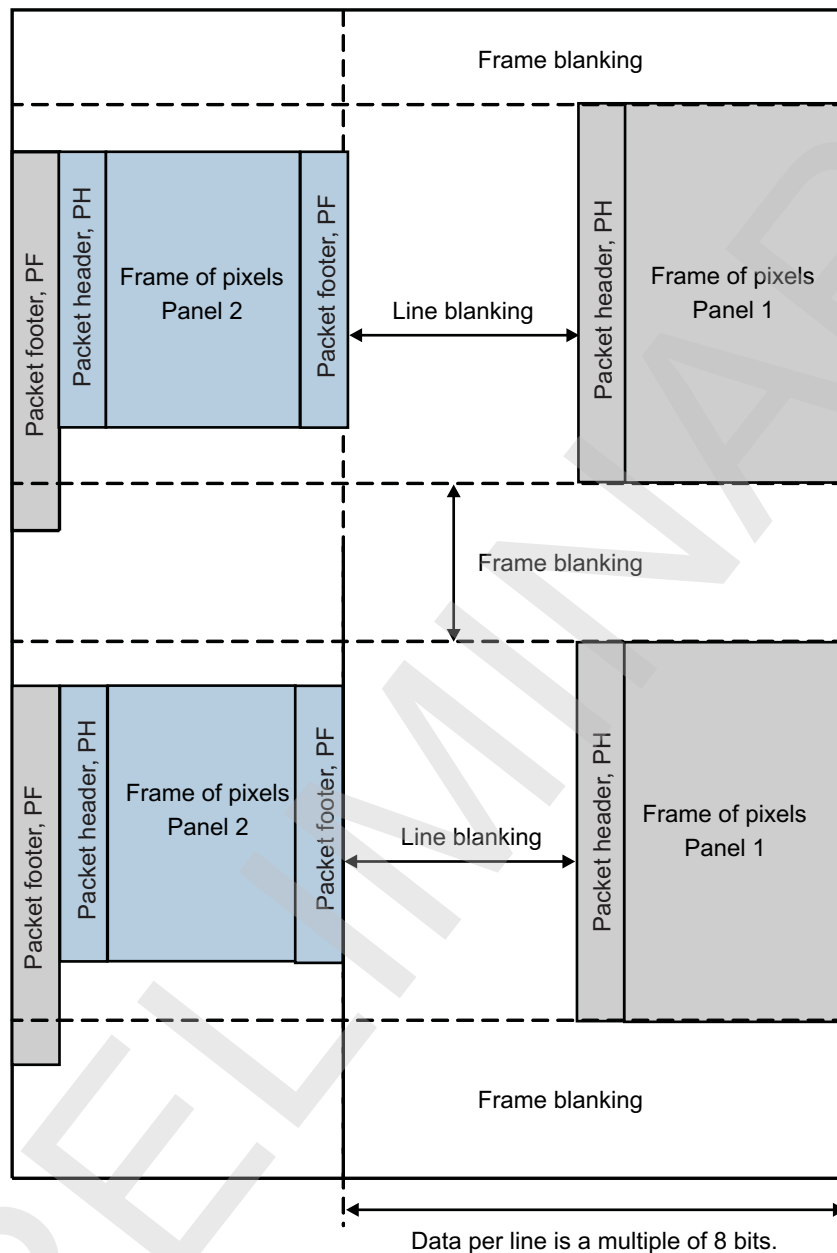 Frame blanking
Packet footer, PF
Packet header, PH
Frame of pixels
Panel 2
Packet footer, PF
Line blanking
Packet header, PH
Frame of pixels
Panel 1
Frame blanking
Packet footer, PF
Packet header, PH
Frame of pixels
Panel 2
Packet footer, PF
Line blanking
Packet header, PH
Frame of pixels
Panel 1
Frame blanking
Data per line is a multiple of 8 bits.